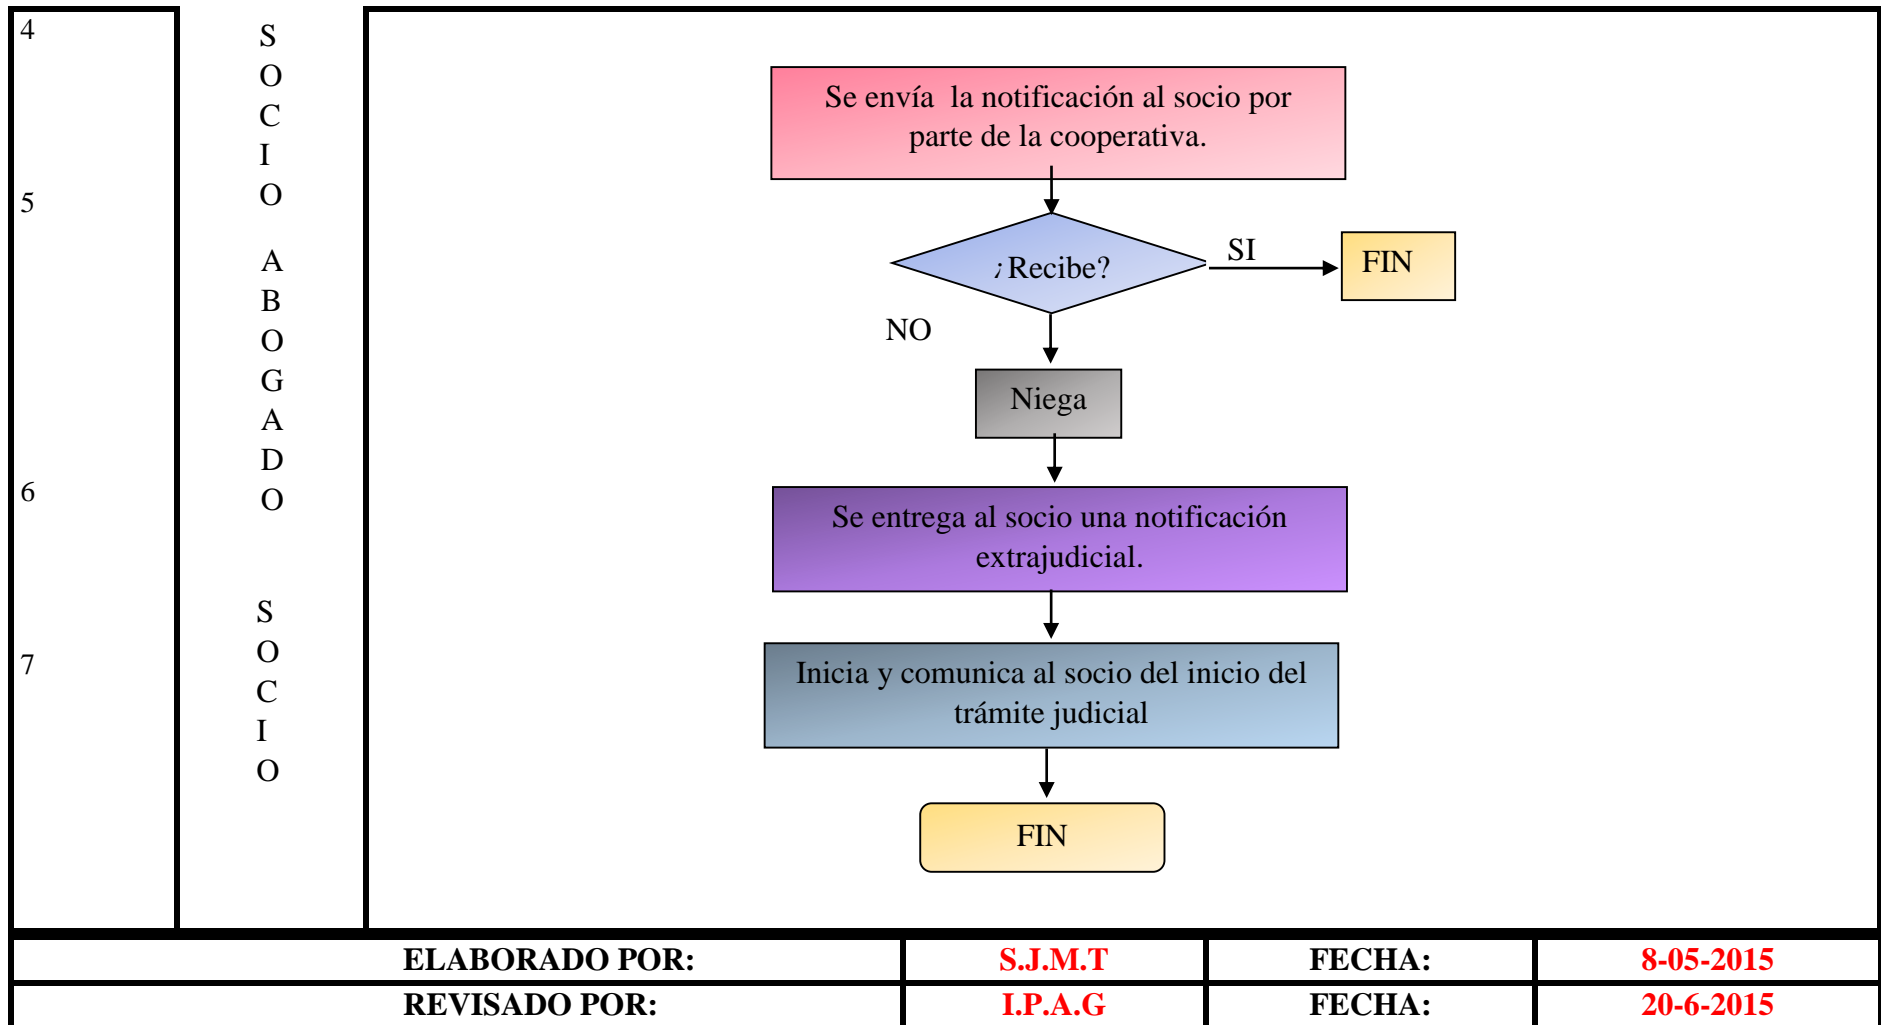 4
5
6
7
S
O
C
I
O
A
B
O
G
A
D
O
S
O
C
I
O
Se envía la notificación al socio por
parte de la cooperativa.
¿Recibe?
SI
FIN
NO
Niega
Se entrega al socio una notificación
extrajudicial.
Inicia y comunica al socio del inicio del
trámite judicial
FIN
ELABORADO POR: S.J.M.T FECHA: 8-05-2015
REVISADO POR: I.P.A.G FECHA: 20-6-2015